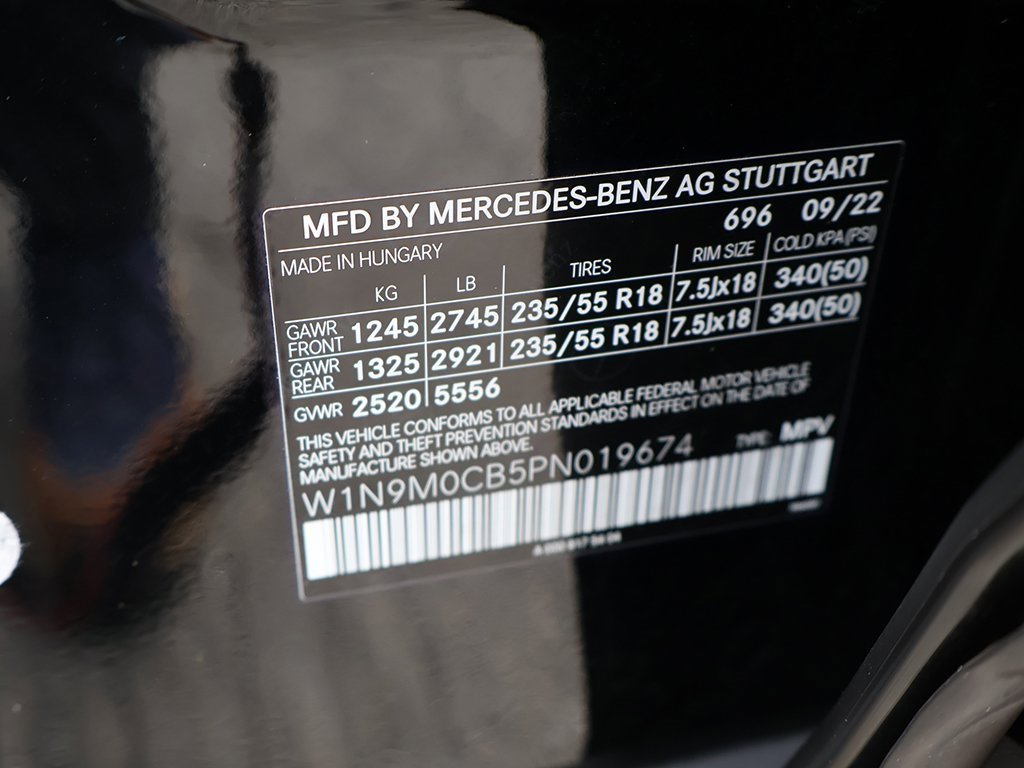 MFD BY MERCEDES-BENZ AG STUTTGART
696 09/22
MADE IN HUNGARY
KG LB TIRES RIM SIZE COLD KPA(PSI)
GAWR FRONT 1245 2745 235/55 R18 7.5Jx18 340(50)
GAWR REAR 1325 2921 235/55 R18 7.5Jx18 340(50)
GVWR 2520 5556
THIS VEHICLE CONFORMS TO ALL APPLICABLE FEDERAL MOTOR VEHICLE
SAFETY AND THEFT PREVENTION STANDARDS IN EFFECT ON THE DATE OF
MANUFACTURE SHOWN ABOVE.
W1N9M0CB5PN019674 TYPE: MPV